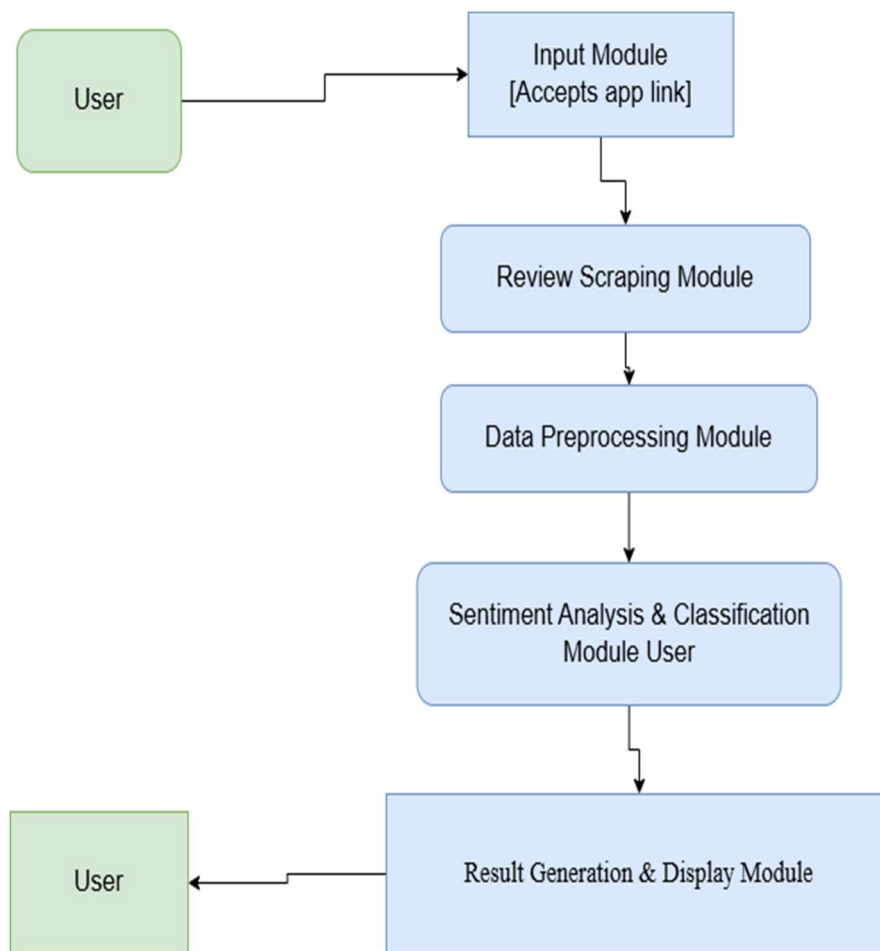 User
Input Module
[Accepts app link]
Review Scraping Module
Data Preprocessing Module
Sentiment Analysis & Classification
Module User
Result Generation & Display Module
User